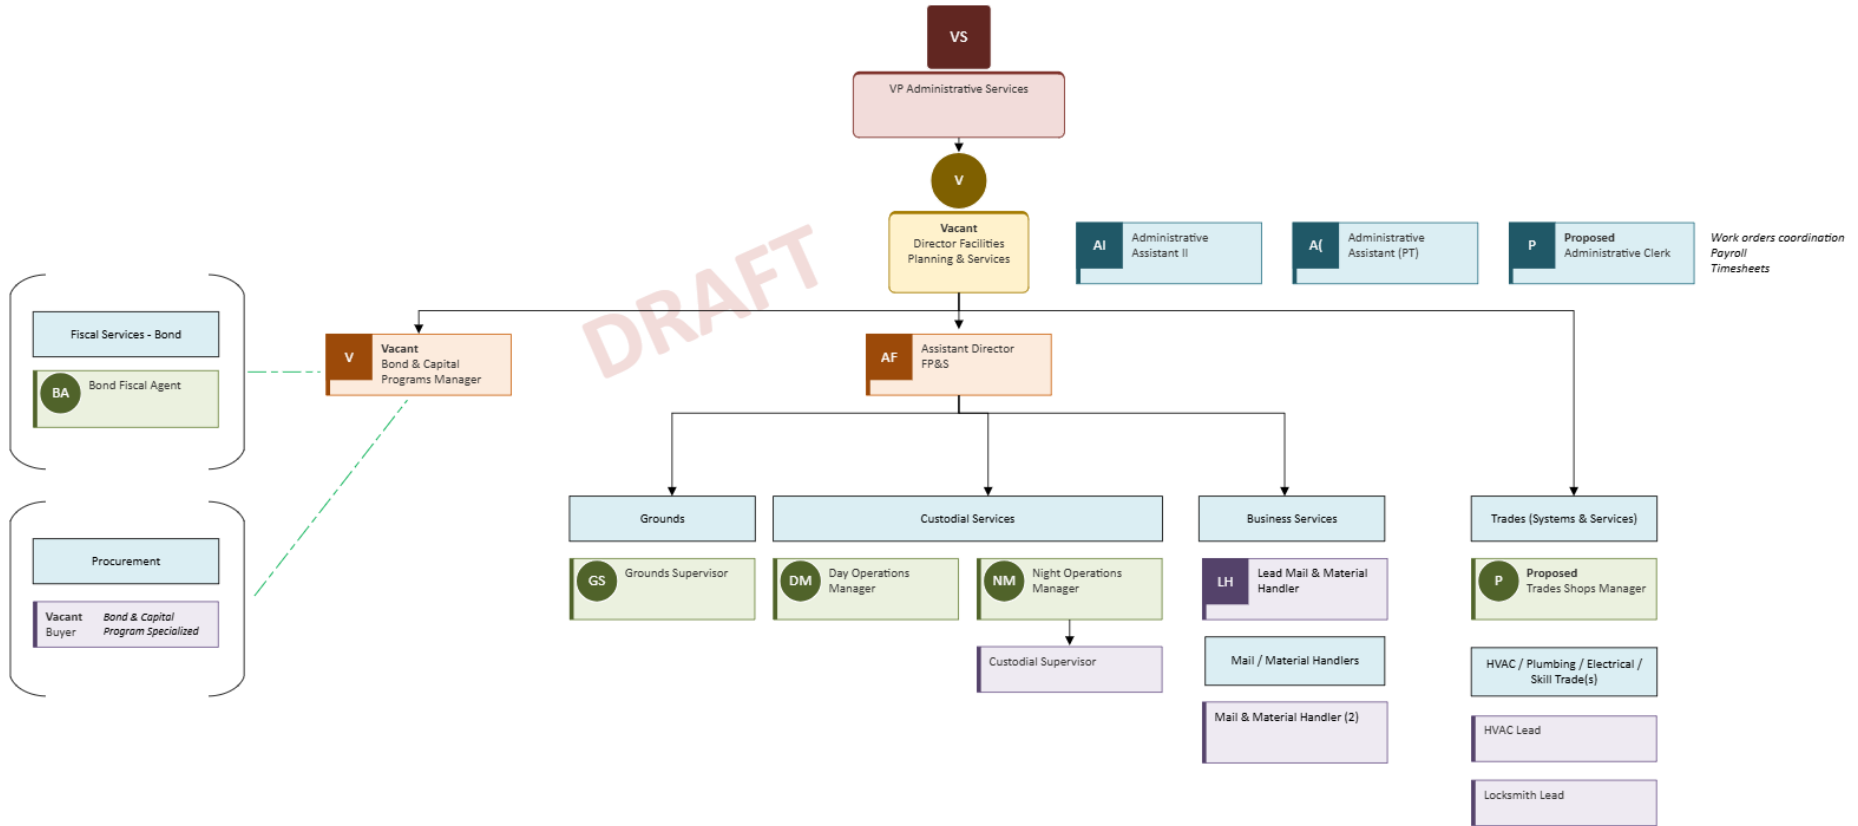 VS
VP Administrative Services
V
Vacant
Director Facilities
Planning & Services
AI
Administrative
Assistant II
A(
Administrative
Assistant (PT)
P
Proposed
Administrative Clerk
Work orders coordination
Payroll
Timesheets
DRAFT
Fiscal Services - Bond
BA
Bond Fiscal Agent
V
Vacant
Bond & Capital
Programs Manager
AF
Assistant Director
FP&S
Procurement
Vacant
Buyer
Bond & Capital
Program Specialized
Grounds
GS
Grounds Supervisor
Custodial Services
DM
Day Operations
Manager
NM
Night Operations
Manager
Custodial Supervisor
Business Services
LH
Lead Mail & Material
Handler
Mail / Material Handlers
Mail & Material Handler (2)
Trades (Systems & Services)
P
Proposed
Trades Shops Manager
HVAC / Plumbing / Electrical /
Skill Trade(s)
HVAC Lead
Locksmith Lead